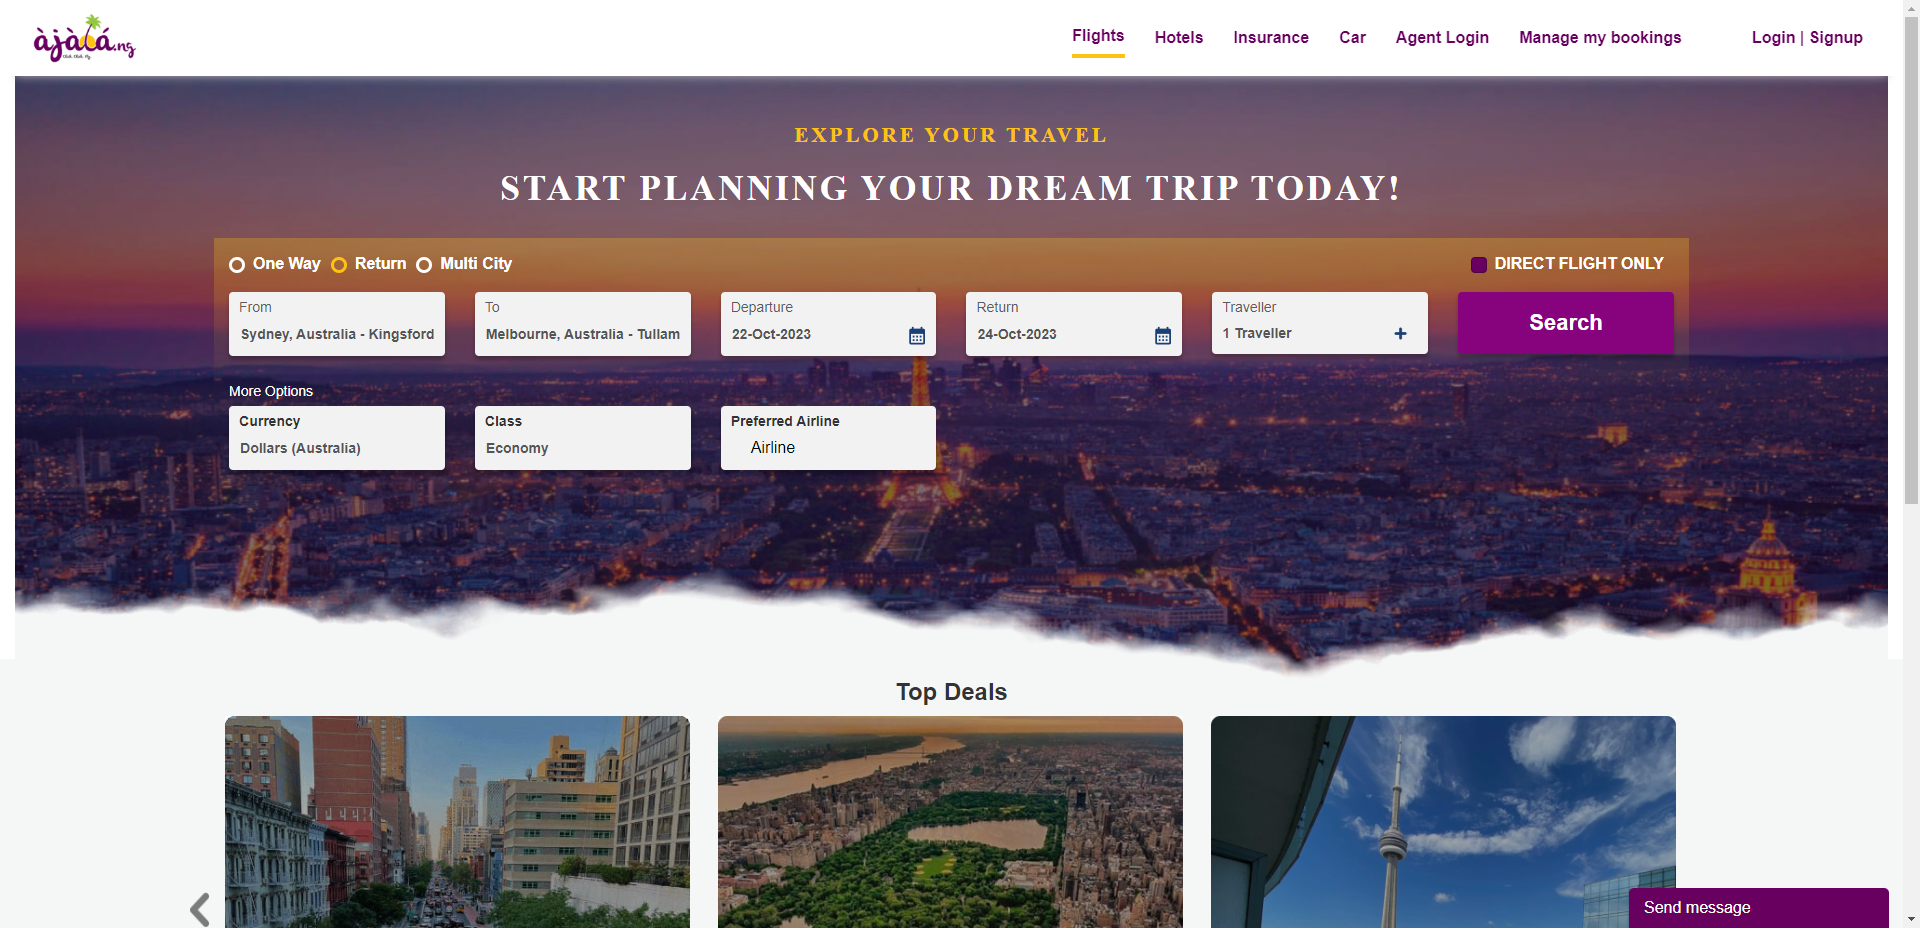 àjàlá.ng
Flights
Hotels
Insurance
Car
Agent Login
Manage my bookings
Login | Signup
EXPLORE YOUR TRAVEL
START PLANNING YOUR DREAM TRIP TODAY!
One Way
Return
Multi City
DIRECT FLIGHT ONLY
From
Sydney, Australia - Kingsford
To
Melbourne, Australia - Tullam
Departure
22-Oct-2023
Return
24-Oct-2023
Traveller
1 Traveller
Search
More Options
Currency
Dollars (Australia)
Class
Economy
Preferred Airline
Airline
Top Deals
Send message